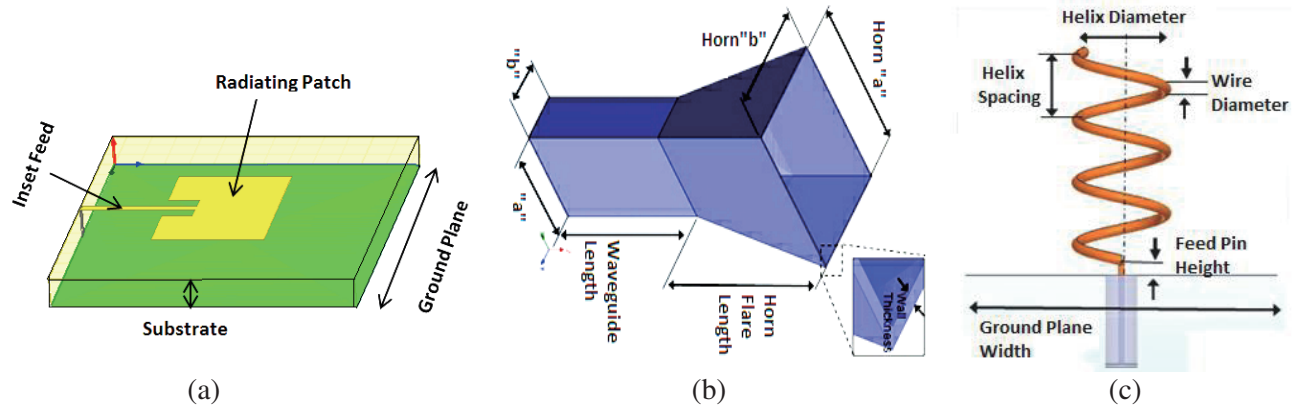 Radiating Patch
Inset Feed
Ground Plane
Substrate
(a)
"b"
Horn"b"
Horn "a"
"a"
Waveguide
Length
Horn
Flare
Length
Wall
Thickness
(b)
Helix Diameter
Helix
Spacing
Wire
Diameter
Feed Pin
Height
Ground Plane
Width
(c)